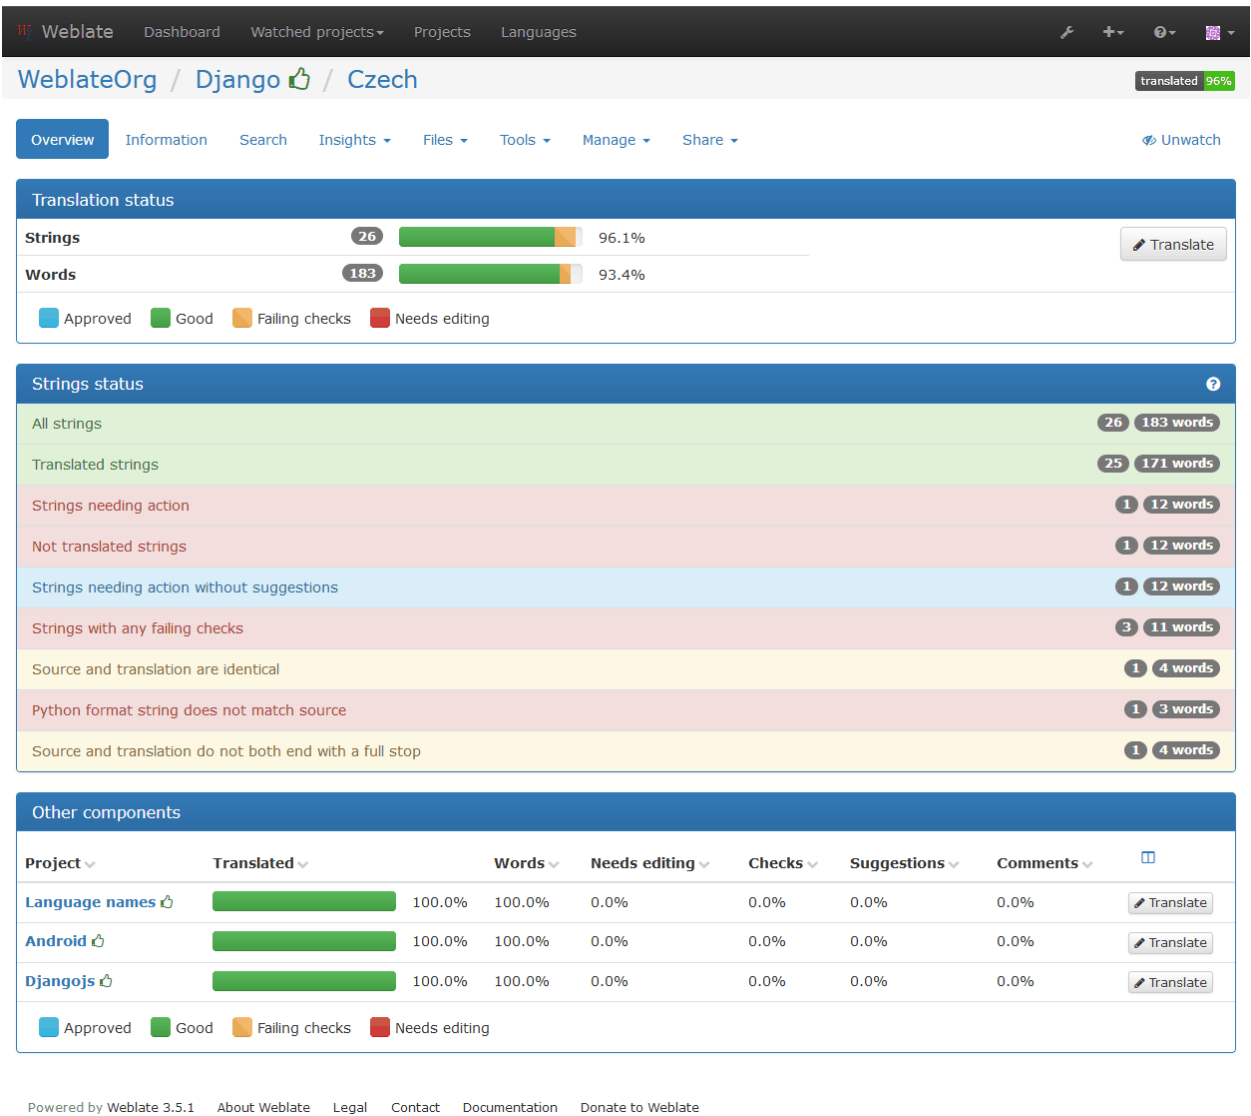 Weblate Dashboard Watched projects Projects Languages
WeblateOrg / Django / Czech translated 96%
Overview Information Search Insights Files Tools Manage Share Unwatch
Translation status
Strings 26 96.1% Translate
Words 183 93.4%
Approved Good Failing checks Needs editing
Strings status
All strings 26 183 words
Translated strings 25 171 words
Strings needing action 1 12 words
Not translated strings 1 12 words
Strings needing action without suggestions 1 12 words
Strings with any failing checks 3 11 words
Source and translation are identical 1 4 words
Python format string does not match source 1 3 words
Source and translation do not both end with a full stop 1 4 words
Other components
Project Translated Words Needs editing Checks Suggestions Comments
Language names 100.0% 100.0% 0.0% 0.0% 0.0% 0.0% Translate
Android 100.0% 100.0% 0.0% 0.0% 0.0% 0.0% Translate
Djangojs 100.0% 100.0% 0.0% 0.0% 0.0% 0.0% Translate
Approved Good Failing checks Needs editing
Powered by Weblate 3.5.1 About Weblate Legal Contact Documentation Donate to Weblate